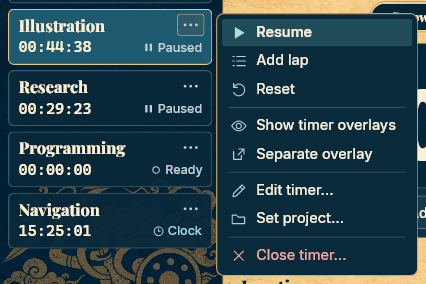 Illustration
00:44:38
Paused
Research
00:29:23
Paused
Programming
00:00:00
Ready
Navigation
15:25:01
Clock
Resume
Add lap
Reset
Show timer overlays
Separate overlay
Edit timer...
Set project...
Close timer...